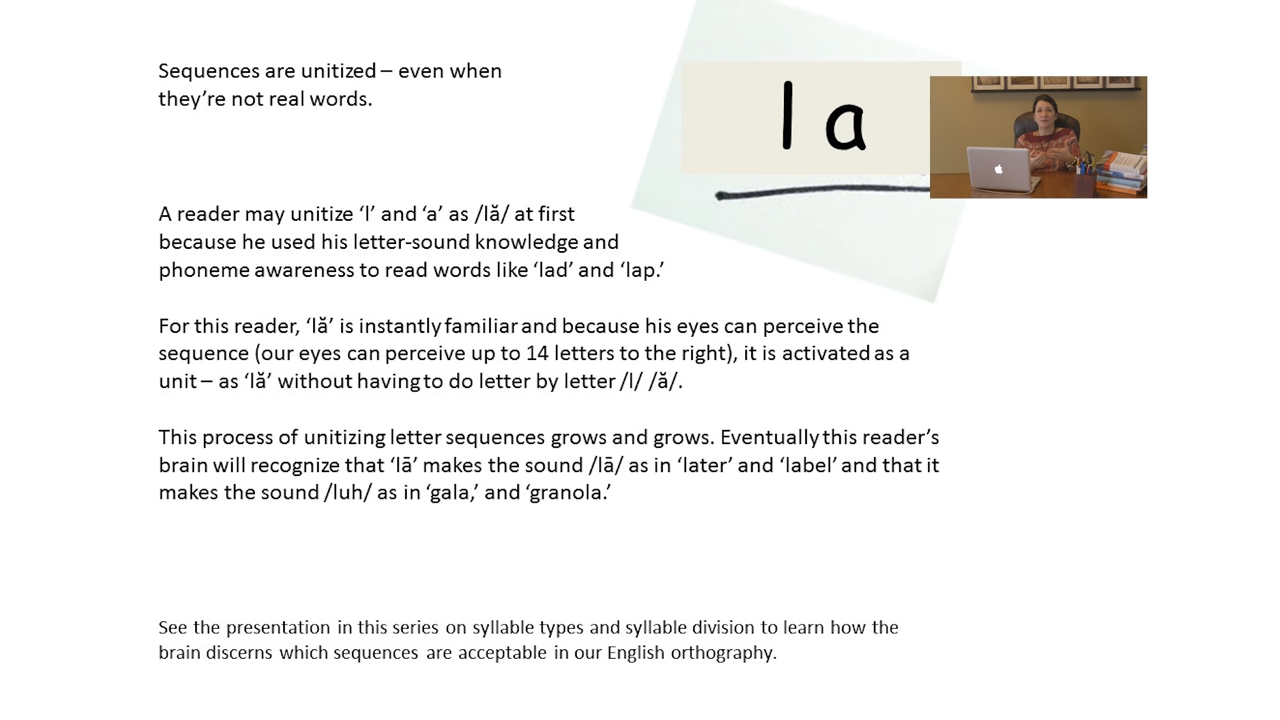 Sequences are unitized – even when
they’re not real words.
l a
A reader may unitize ‘l’ and ‘a’ as /lă/ at first
because he used his letter-sound knowledge and
phoneme awareness to read words like ‘lad’ and ‘lap.’
For this reader, ‘lă’ is instantly familiar and because his eyes can perceive the
sequence (our eyes can perceive up to 14 letters to the right), it is activated as a
unit – as ‘lă’ without having to do letter by letter /l/ /ă/.
This process of unitizing letter sequences grows and grows. Eventually this reader’s
brain will recognize that ‘lā’ makes the sound /lā/ as in ‘later’ and ‘label’ and that it
makes the sound /luh/ as in ‘gala,’ and ‘granola.’
See the presentation in this series on syllable types and syllable division to learn how the
brain discerns which sequences are acceptable in our English orthography.